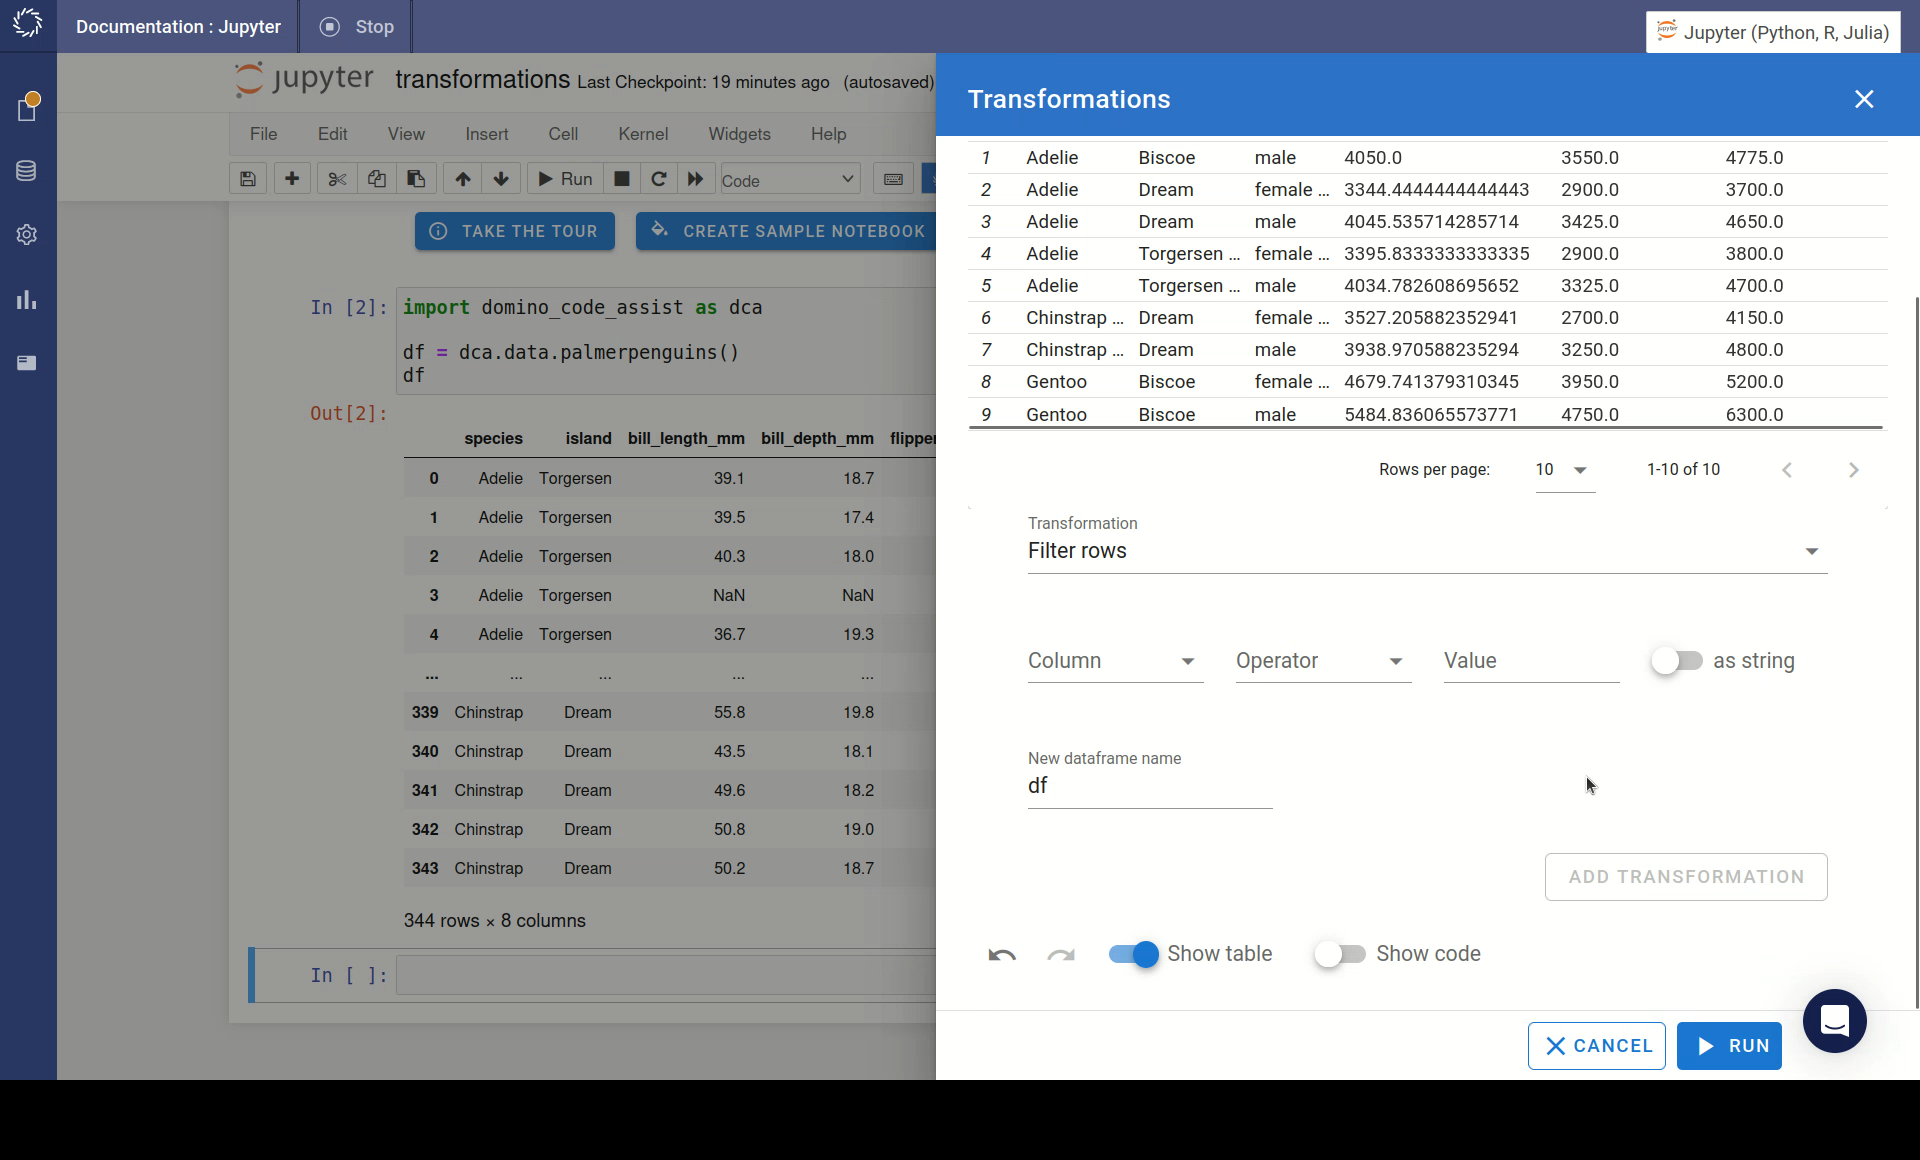 Documentation : Jupyter
Stop
Jupyter (Python, R, Julia)
jupyter transformations Last Checkpoint: 19 minutes ago (autosaved)
File Edit View Insert Cell Kernel Widgets Help
Run Code
TAKE THE TOUR CREATE SAMPLE NOTEBOOK
In [2]: import domino_code_assist as dca
df = dca.data.palmerpenguins()
df
Out[2]:
species island bill_length_mm bill_depth_mm flipper
0 Adelie Torgersen 39.1 18.7
1 Adelie Torgersen 39.5 17.4
2 Adelie Torgersen 40.3 18.0
3 Adelie Torgersen NaN NaN
4 Adelie Torgersen 36.7 19.3
... ... ... ... ...
339 Chinstrap Dream 55.8 19.8
340 Chinstrap Dream 43.5 18.1
341 Chinstrap Dream 49.6 18.2
342 Chinstrap Dream 50.8 19.0
343 Chinstrap Dream 50.2 18.7
344 rows × 8 columns
In [ ]:
Transformations
1 Adelie Biscoe male 4050.0 3550.0 4775.0
2 Adelie Dream female ... 3344.4444444444443 2900.0 3700.0
3 Adelie Dream male 4045.535714285714 3425.0 4650.0
4 Adelie Torgersen ... female ... 3395.8333333333335 2900.0 3800.0
5 Adelie Torgersen ... male 4034.782608695652 3325.0 4700.0
6 Chinstrap ... Dream female ... 3527.205882352941 2700.0 4150.0
7 Chinstrap ... Dream male 3938.970588235294 3250.0 4800.0
8 Gentoo Biscoe female ... 4679.741379310345 3950.0 5200.0
9 Gentoo Biscoe male 5484.836065573771 4750.0 6300.0
Rows per page: 10 1-10 of 10
Transformation
Filter rows
Column Operator Value as string
New dataframe name
df
ADD TRANSFORMATION
Show table Show code
CANCEL RUN